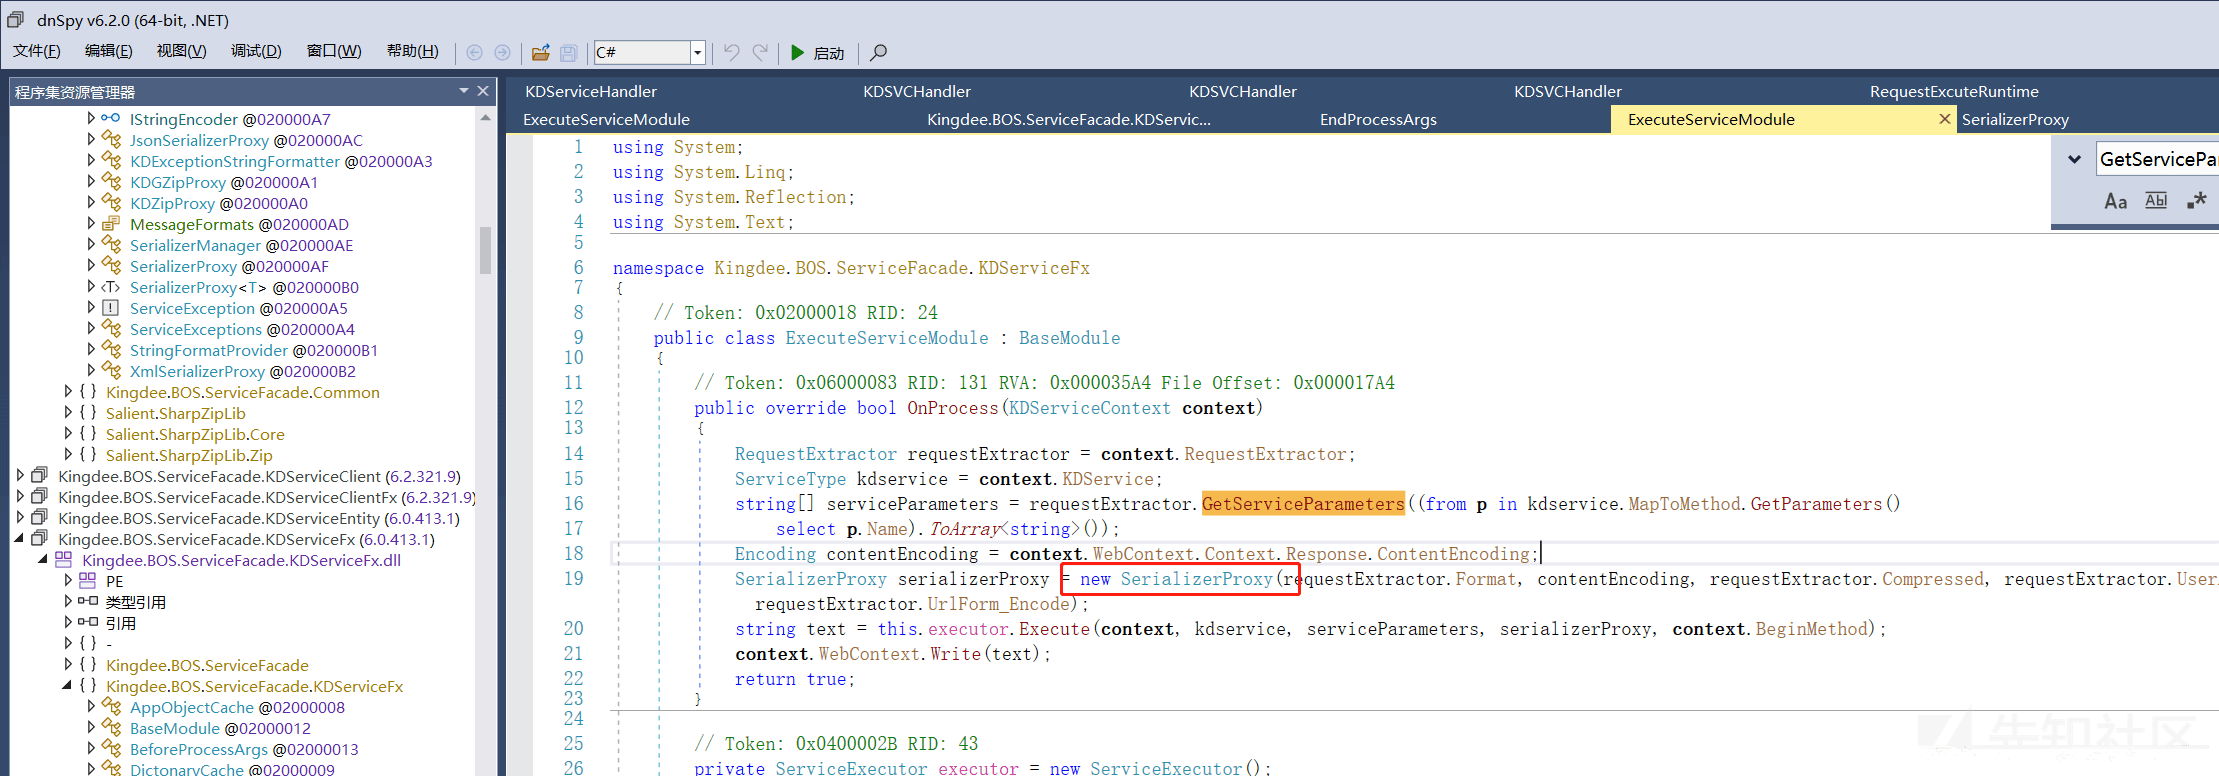 dnSpy v6.2.0 (64-bit, .NET)
文件(F) 编辑(E) 视图(V) 调试(D) 窗口(W) 帮助(H) C# 启动
程序集资源管理器
IStringEncoder @020000A7
JsonSerializerProxy @020000AC
KDExceptionStringFormatter @020000A3
KDGZipProxy @020000A1
KDZipProxy @020000A0
MessageFormats @020000AD
SerializerManager @020000AE
SerializerProxy @020000AF
SerializerProxy<T> @020000B0
ServiceException @020000A5
ServiceExceptions @020000A4
StringFormatProvider @020000B1
XmlSerializerProxy @020000B2
{ } Kingdee.BOS.ServiceFacade.Common
{ } Salient.SharpZipLib
{ } Salient.SharpZipLib.Core
{ } Salient.SharpZipLib.Zip
Kingdee.BOS.ServiceFacade.KDServiceClient (6.2.321.9)
Kingdee.BOS.ServiceFacade.KDServiceClientFx (6.2.321.9)
Kingdee.BOS.ServiceFacade.KDServiceEntity (6.0.413.1)
Kingdee.BOS.ServiceFacade.KDServiceFx (6.0.413.1)
Kingdee.BOS.ServiceFacade.KDServiceFx.dll
PE
类型引用
引用
{ } -
{ } Kingdee.BOS.ServiceFacade
{ } Kingdee.BOS.ServiceFacade.KDServiceFx
AppObjectCache @02000008
BaseModule @02000012
BeforeProcessArgs @02000013
DictonaryCache @02000009
KDServiceHandler KDSVCHandler KDSVCHandler KDSVCHandler RequestExcuteRuntime
ExecuteServiceModule Kingdee.BOS.ServiceFacade.KDServic... EndProcessArgs ExecuteServiceModule SerializerProxy
GetServicePa
Aa Abl .*
1 using System;
2 using System.Linq;
3 using System.Reflection;
4 using System.Text;
5
6 namespace Kingdee.BOS.ServiceFacade.KDServiceFx
7 {
8 // Token: 0x02000018 RID: 24
9 public class ExecuteServiceModule : BaseModule
10 {
11 // Token: 0x06000083 RID: 131 RVA: 0x000035A4 File Offset: 0x000017A4
12 public override bool OnProcess(KDServiceContext context)
13 {
14 RequestExtractor requestExtractor = context.RequestExtractor;
15 ServiceType kdservice = context.KDService;
16 string[] serviceParameters = requestExtractor.GetServiceParameters((from p in kdservice.MapToMethod.GetParameters()
17 select p.Name).ToArray<string>());
18 Encoding contentEncoding = context.WebContext.Context.Response.ContentEncoding;
19 SerializerProxy serializerProxy = new SerializerProxy(requestExtractor.Format, contentEncoding, requestExtractor.Compressed, requestExtractor.User
requestExtractor.UrlForm_Encode);
20 string text = this.executor.Execute(context, kdservice, serviceParameters, serializerProxy, context.BeginMethod);
21 context.WebContext.Write(text);
22 return true;
23 }
24
25 // Token: 0x0400002B RID: 43
26 private ServiceExecutor executor = new ServiceExecutor();
先知社区